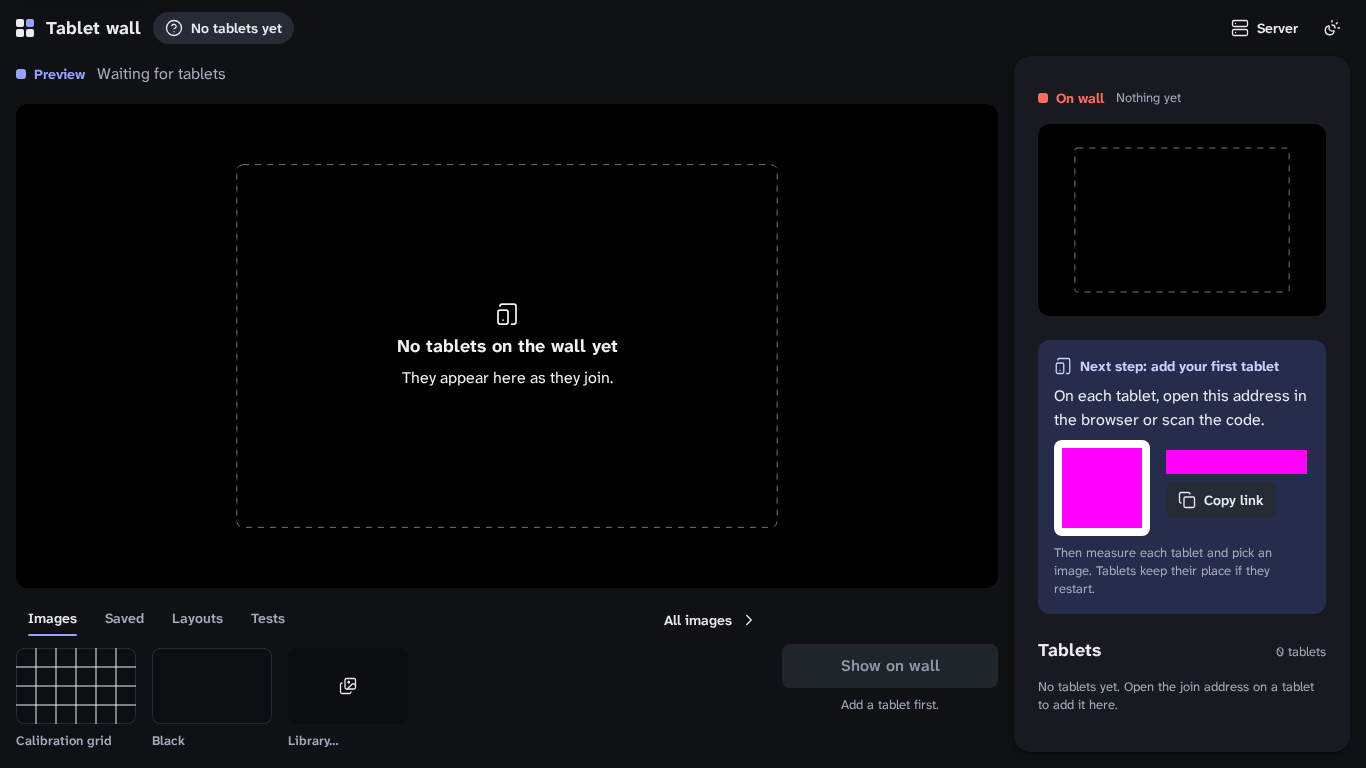 Tablet wall
No tablets yet
Server
Preview
Waiting for tablets
No tablets on the wall yet
They appear here as they join.
On wall
Nothing yet
Next step: add your first tablet
On each tablet, open this address in
the browser or scan the code.
Copy link
Then measure each tablet and pick an
image. Tablets keep their place if they
restart.
Tablets
0 tablets
No tablets yet. Open the join address on a tablet
to add it here.
Images
Saved
Layouts
Tests
All images
Calibration grid
Black
Library...
Show on wall
Add a tablet first.